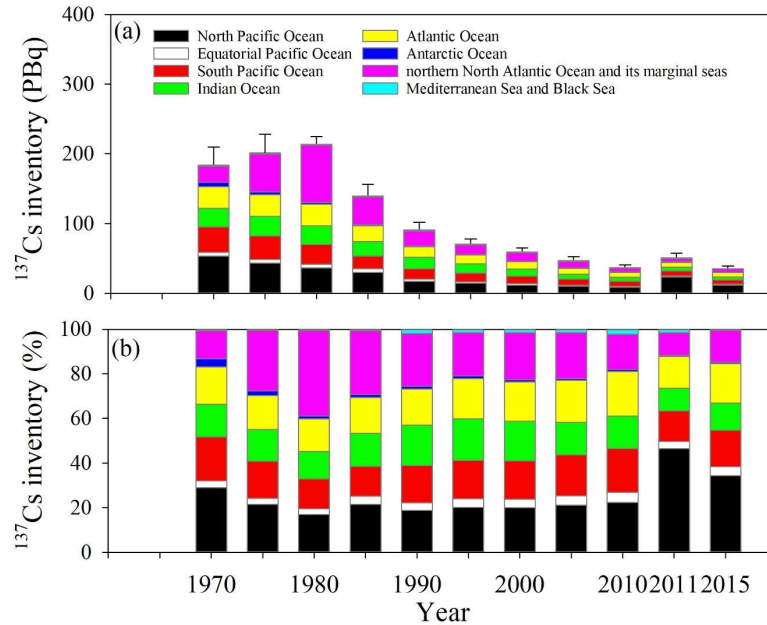 400
(a)
North Pacific Ocean
Equatorial Pacific Ocean
South Pacific Ocean
Indian Ocean
Atlantic Ocean
Antarctic Ocean
northern North Atlantic Ocean and its marginal seas
Mediterranean Sea and Black Sea
300
200
100
0
¹³⁷Cs inventory (PBq)
100
(b)
80
60
40
20
0
¹³⁷Cs inventory (%)
1970 1980 1990 2000 2010 2011 2015
Year